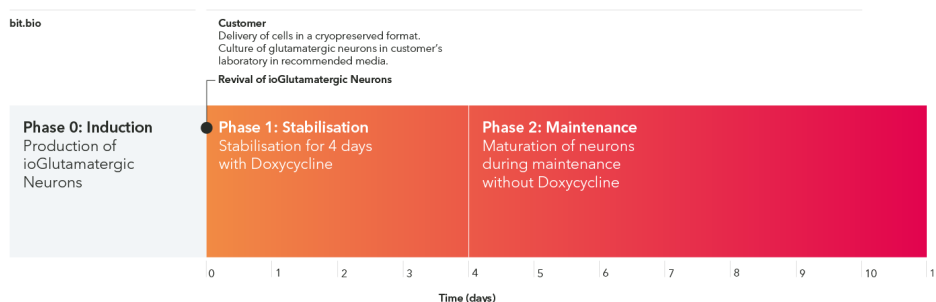 bit.bio
Customer
Delivery of cells in a cryopreserved format.
Culture of glutamatergic neurons in customer's
laboratory in recommended media.
Revival of ioGlutamatergic Neurons
Phase 0: Induction
Production of
ioGlutamatergic
Neurons
Phase 1: Stabilisation
Stabilisation for 4 days
with Doxycycline
Phase 2: Maintenance
Maturation of neurons
during maintenance
without Doxycycline
0 1 2 3 4 5 6 7 8 9 10 1
Time (days)